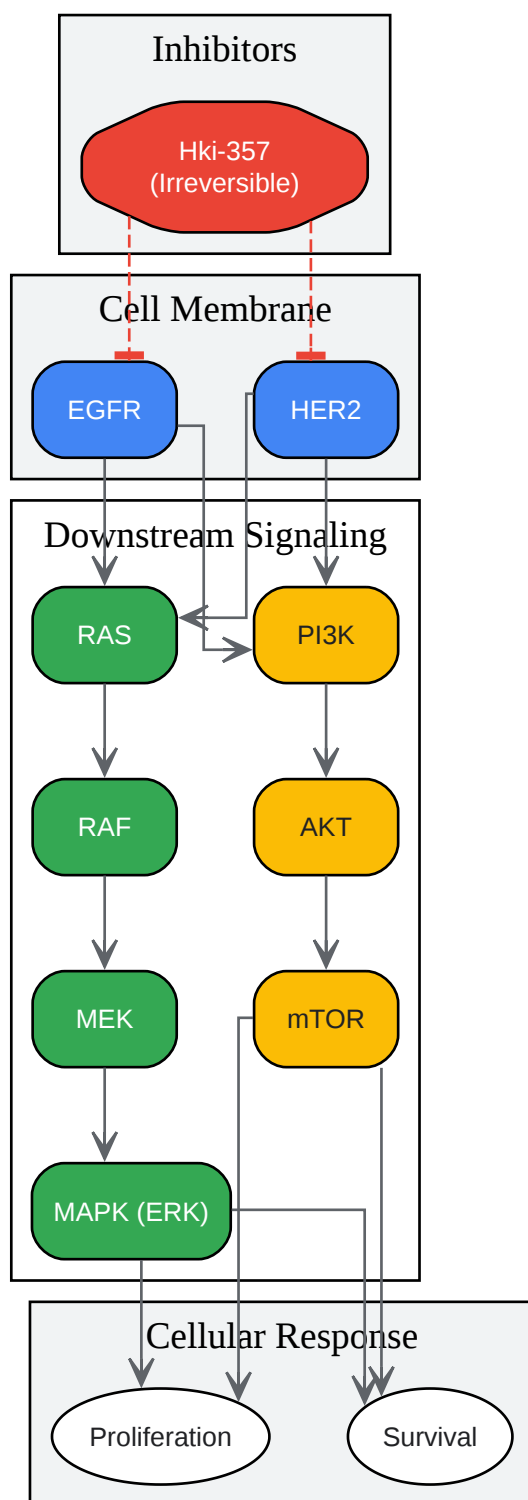 Inhibitors
Hki-357
(Irreversible)
Cell Membrane
EGFR
HER2
Downstream Signaling
RAS
PI3K
RAF
AKT
MEK
mTOR
MAPK (ERK)
Cellular Response
Proliferation
Survival